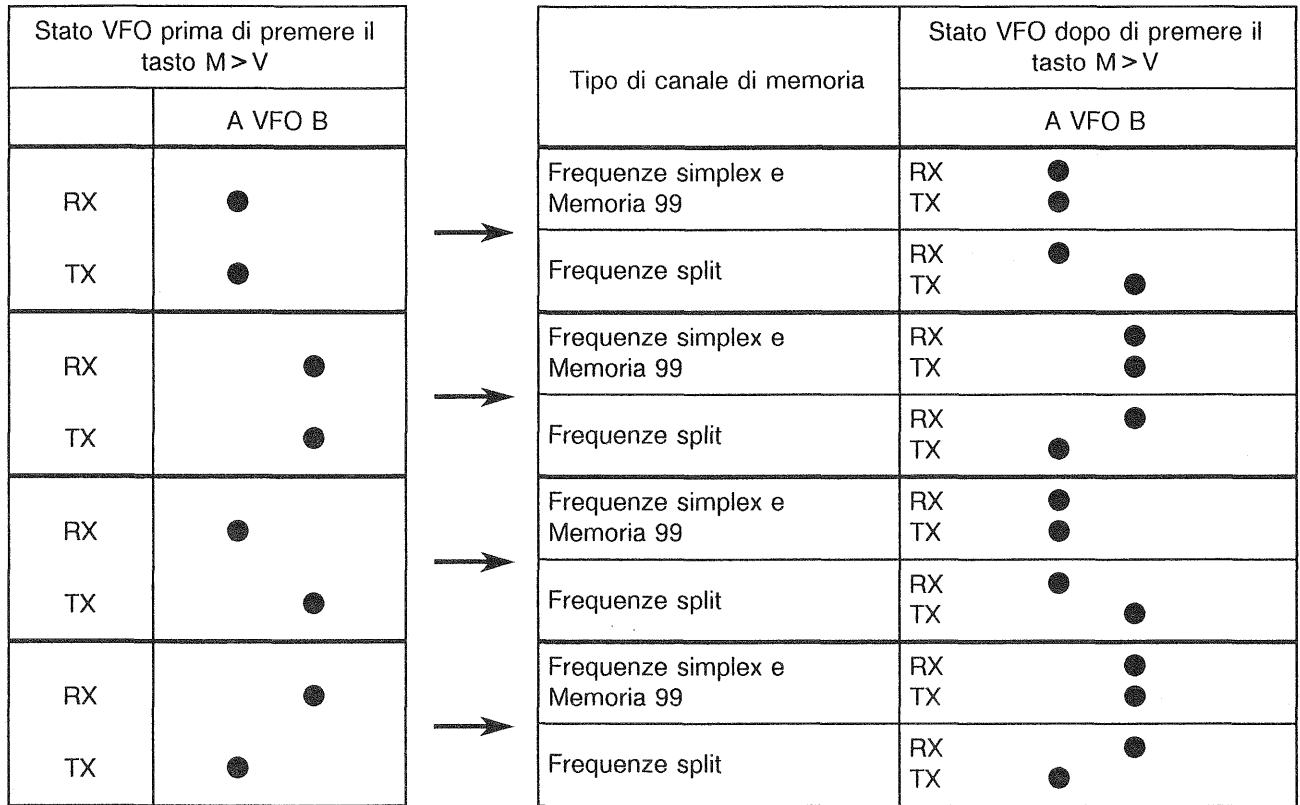 Stato VFO prima di premere il
tasto M > V
A VFO B
RX
TX
RX
TX
RX
TX
RX
TX
Tipo di canale di memoria
Stato VFO dopo di premere il
tasto M > V
A VFO B
Frequenze simplex e
Memoria 99
RX
TX
Frequenze split
RX
TX
Frequenze simplex e
Memoria 99
RX
TX
Frequenze split
RX
TX
Frequenze simplex e
Memoria 99
RX
TX
Frequenze split
RX
TX
Frequenze simplex e
Memoria 99
RX
TX
Frequenze split
RX
TX